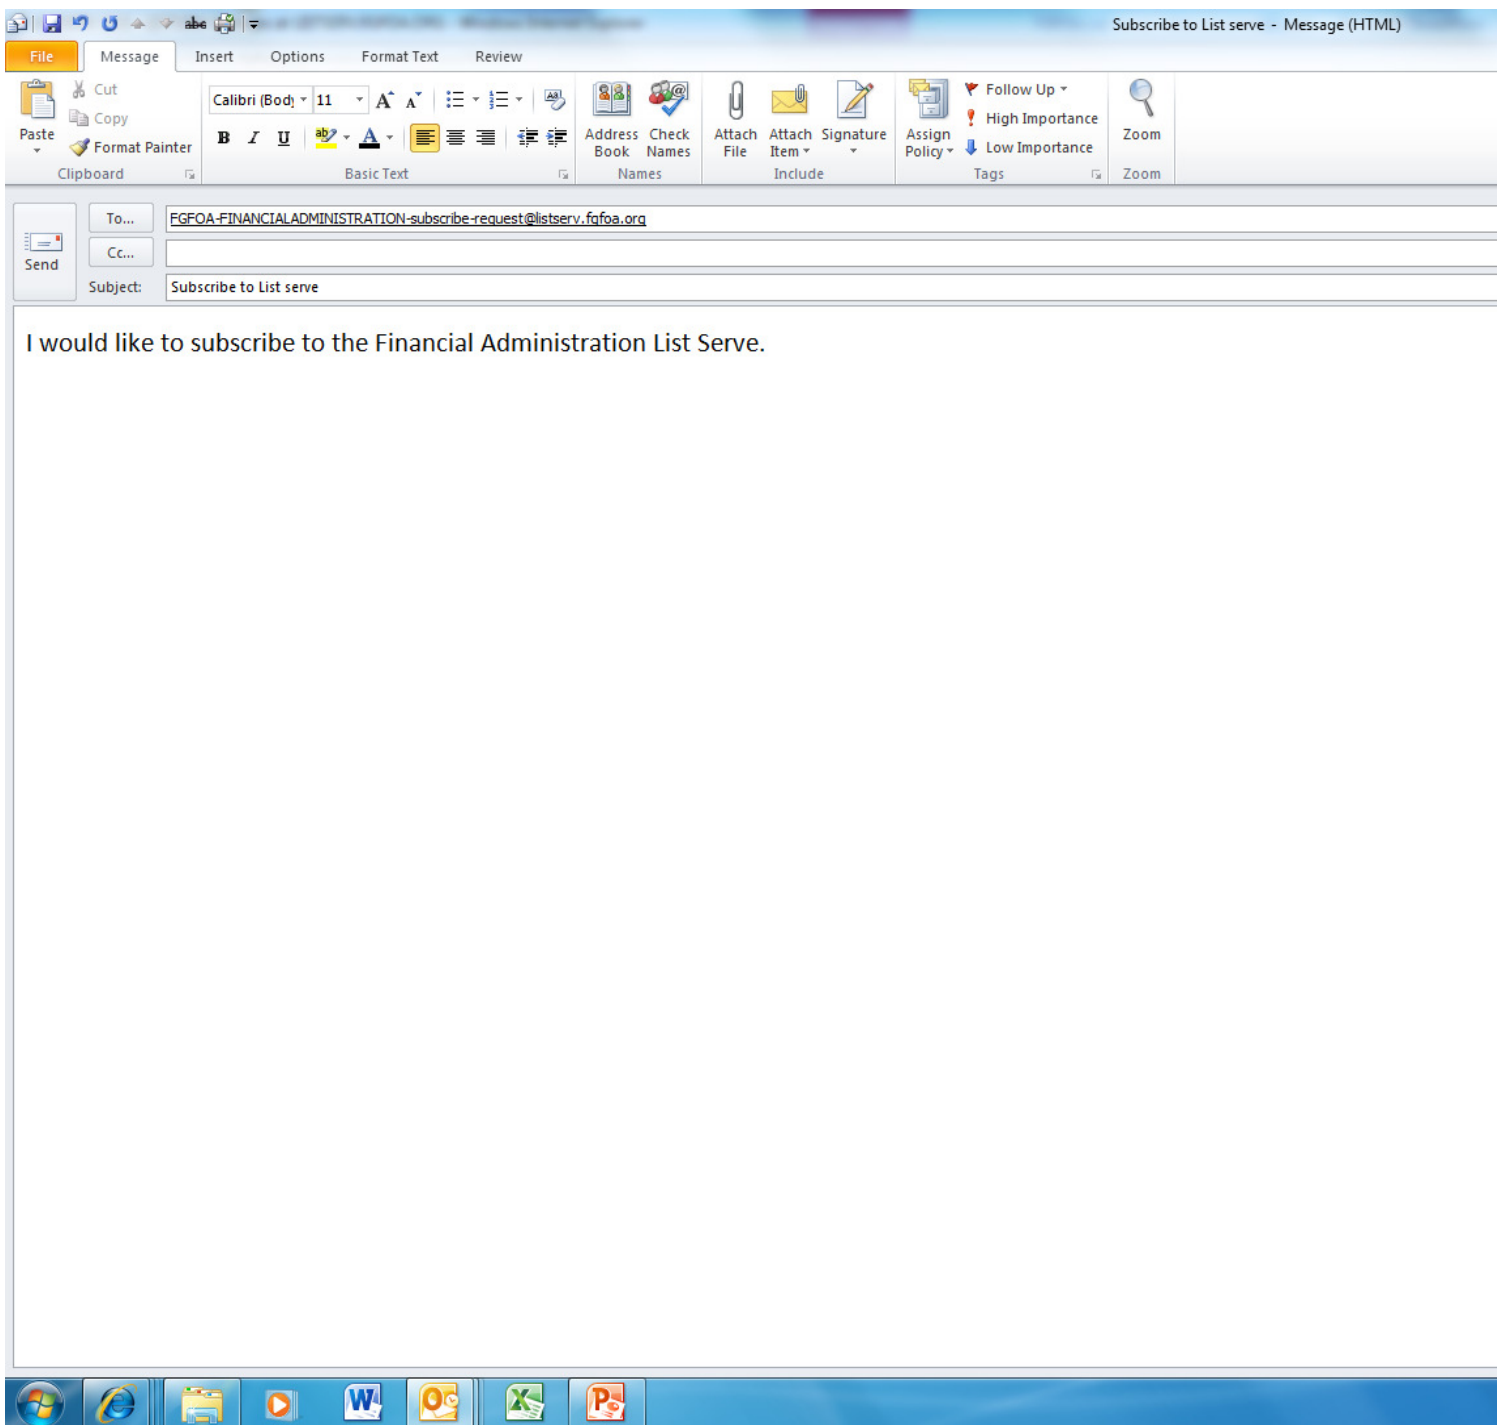 Subscribe to List serve - Message (HTML)
File Message Insert Options Format Text Review
Cut
Copy
Paste
Format Painter
Clipboard
Calibri (Body 11
B I U
Basic Text
Address Book
Check Names
Names
Attach File
Attach Item
Signature
Include
Assign Policy
Follow Up
High Importance
Low Importance
Tags
Zoom
Zoom
Send
To... FGFOA-FINANCIALADMINISTRATION-subscribe-request@listserv.fgfoa.org
Cc...
Subject: Subscribe to List serve
I would like to subscribe to the Financial Administration List Serve.